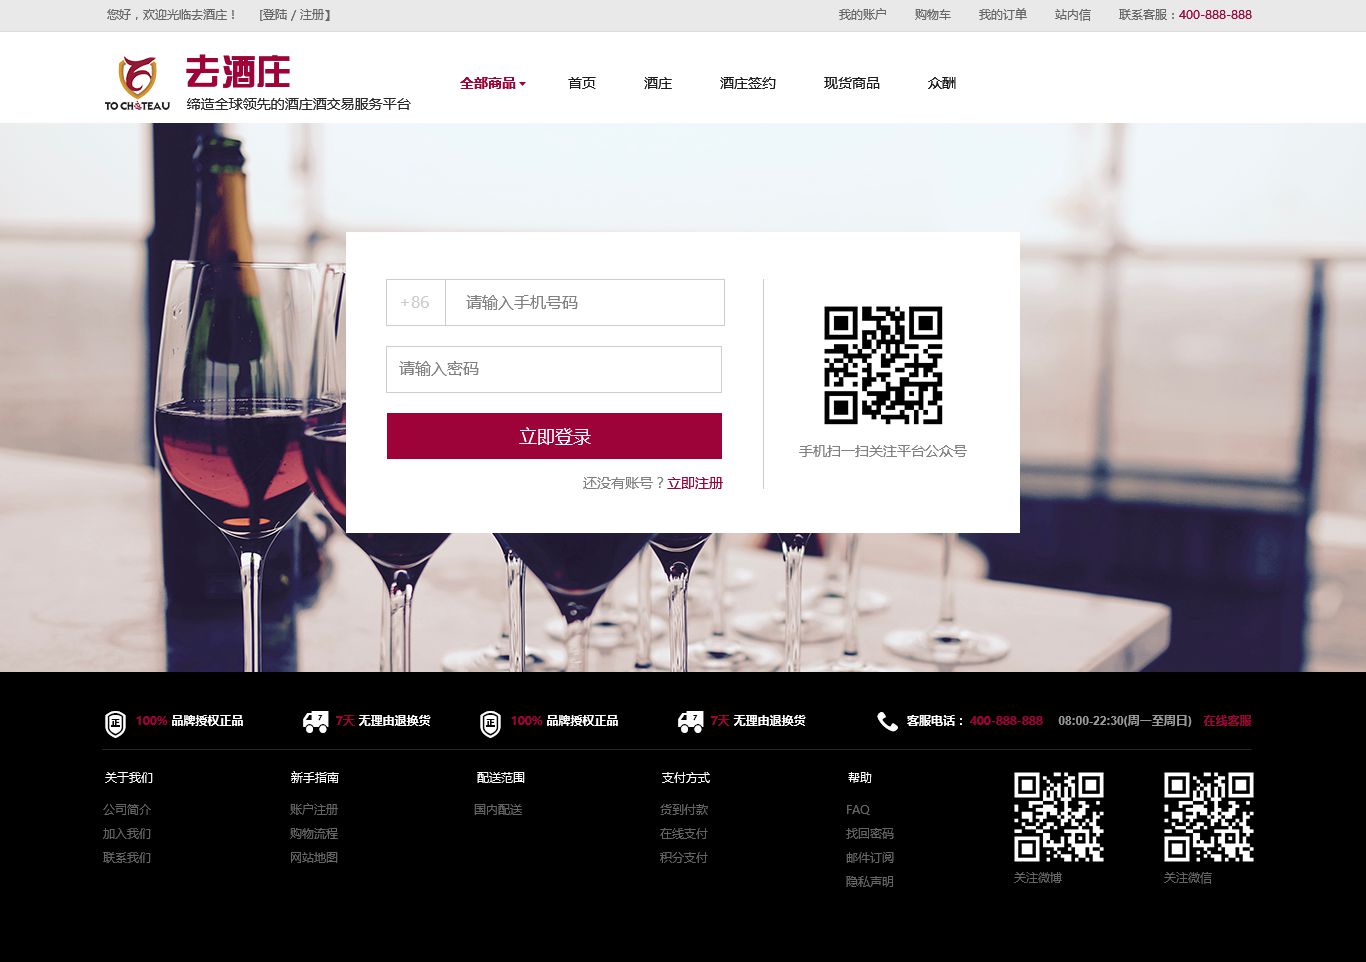 您好，欢迎光临去酒庄！ [登陆 / 注册】 我的账户 购物车 我的订单 站内信 联系客服：400-888-888
去酒庄
TO CHATEAU 缔造全球领先的酒庄酒交易服务平台
全部商品 首页 酒庄 酒庄签约 现货商品 众酬
+86 请输入手机号码
请输入密码
立即登录
还没有账号？立即注册
手机扫一扫关注平台公众号
正 100% 品牌授权正品 7 7天 无理由退换货 正 100% 品牌授权正品 7 7天 无理由退换货 客服电话： 400-888-888 08:00-22:30(周一至周日) 在线客服
关于我们
公司简介
加入我们
联系我们
新手指南
账户注册
购物流程
网站地图
配送范围
国内配送
支付方式
货到付款
在线支付
积分支付
帮助
FAQ
找回密码
邮件订阅
隐私声明
关注微博
关注微信